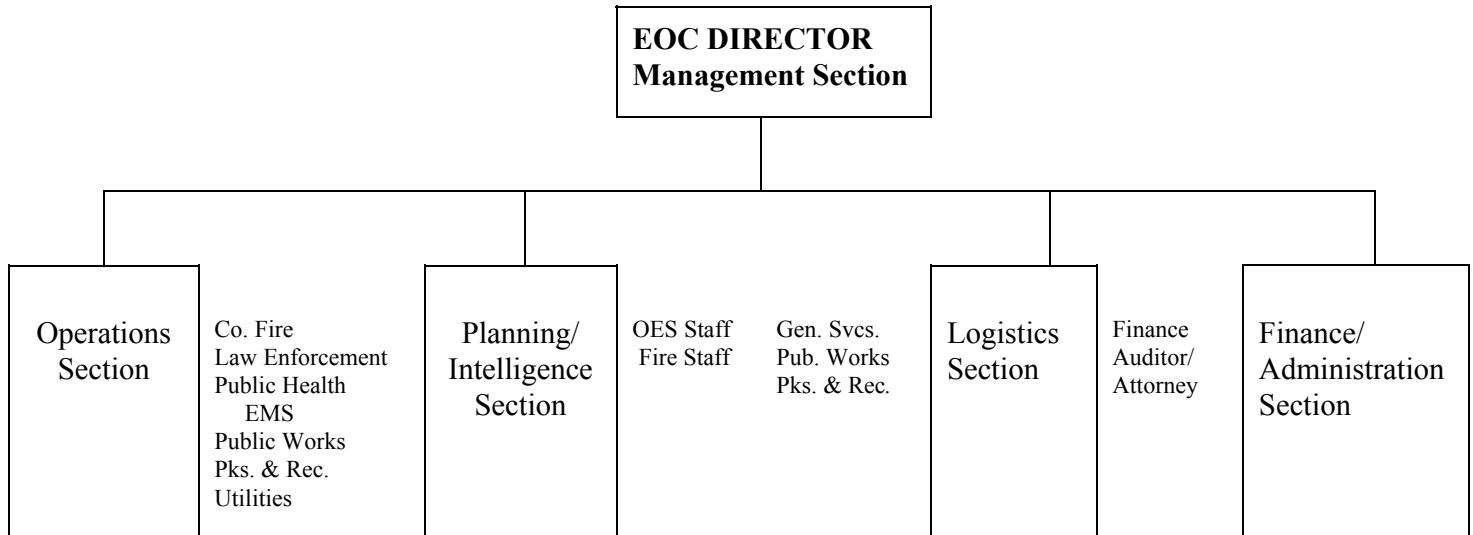 EOC DIRECTOR
Management Section
Operations
Section
Co. Fire
Law Enforcement
Public Health
EMS
Public Works
Pks. & Rec.
Utilities
Planning/
Intelligence
Section
OES Staff
Fire Staff
Gen. Svcs.
Pub. Works
Pks. & Rec.
Logistics
Section
Finance
Auditor/
Attorney
Finance/
Administration
Section